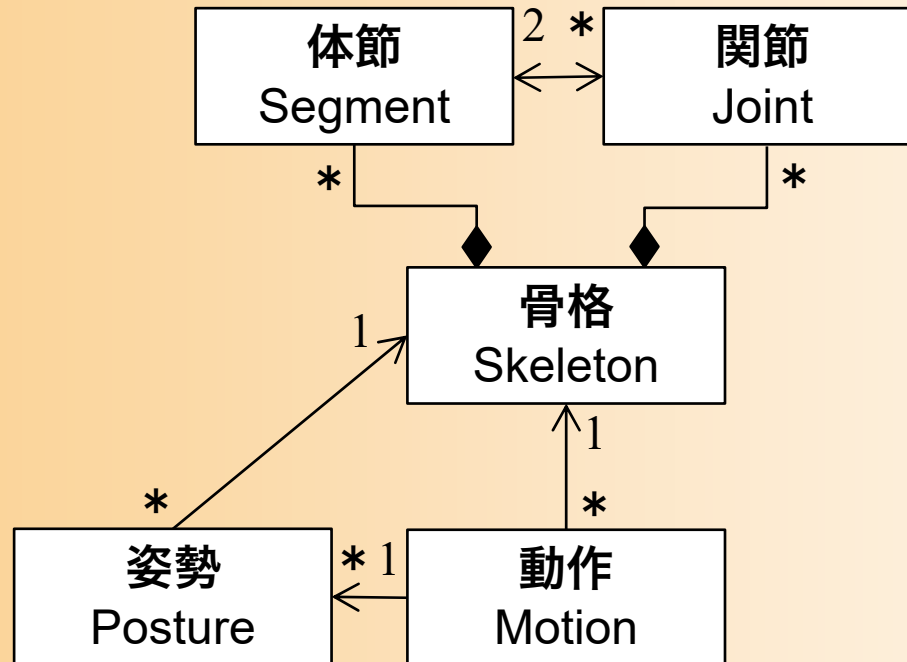 体節
Segment
2 *
関節
Joint
*
*
骨格
Skeleton
1
1
*
*
姿勢
Posture
* 1
動作
Motion